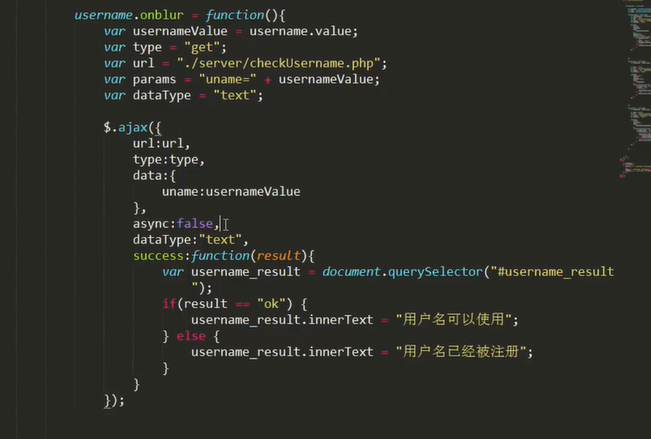 username.onblur = function(){
var usernameValue = username.value;
var type = "get";
var url = "./server/checkUsername.php";
var params = "uname=" + usernameValue;
var dataType = "text";
$.ajax({
url:url,
type:type,
data:{
uname:usernameValue
},
async:false,
dataType:"text",
success:function(result){
var username_result = document.querySelector("#username_result
");
if(result == "ok") {
username_result.innerText = "用户名可以使用";
} else {
username_result.innerText = "用户名已经被注册";
}
}
});